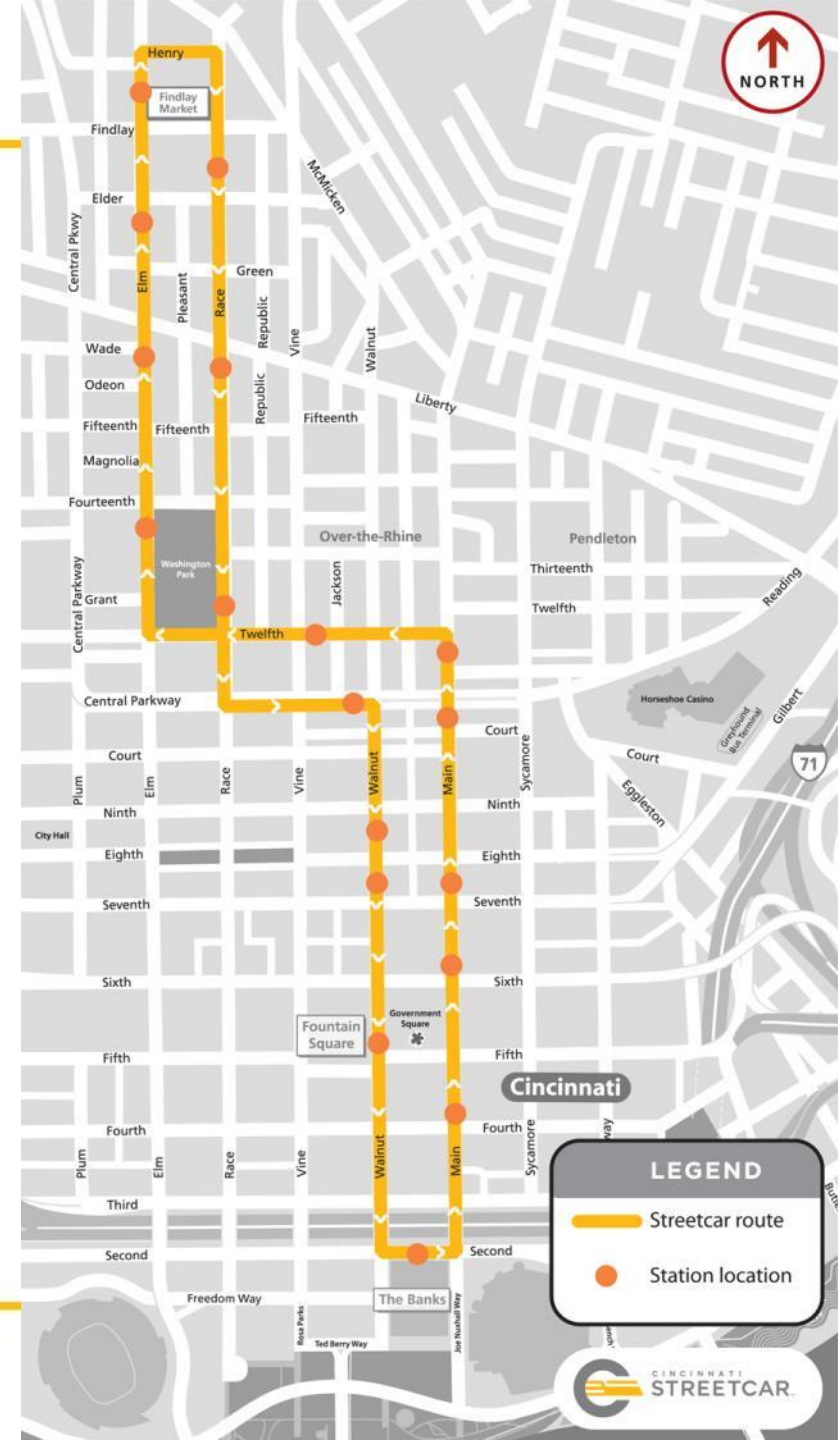 Henry
NORTH
Findlay
Market
Findlay
McMicken
Elder
Central Pkwy
Elm
Pleasant
Race
Green
Republic
Vine
Walnut
Wade
Odeon
Republic
Liberty
Fifteenth
Fifteenth
Fifteenth
Magnolia
Fourteenth
Over-the-Rhine
Pendleton
Washington
Park
Jackson
Thirteenth
Central Parkway
Grant
Twelfth
Reading
Twelfth
Central Parkway
Horseshoe Casino
Greyhound
Bus Terminal
Gilbert
Court
Court
Sycamore
Court
71
Plum
Elm
Race
Vine
Walnut
Main
Ninth
Ninth
Eggleston
City Hall
Eighth
Eighth
Seventh
Seventh
Sixth
Sixth
Fountain
Square
Government
Square
Fifth
Fifth
Cincinnati
Fourth
Fourth
Plum
Elm
Race
Vine
Walnut
Main
Sycamore
way
LEGEND
Third
Streetcar route
Second
Second
Station location
Freedom Way
The Banks
Rosa Parks
Ted Berry Way
Joe Nuxhall Way
CINCINNATI
STREETCAR